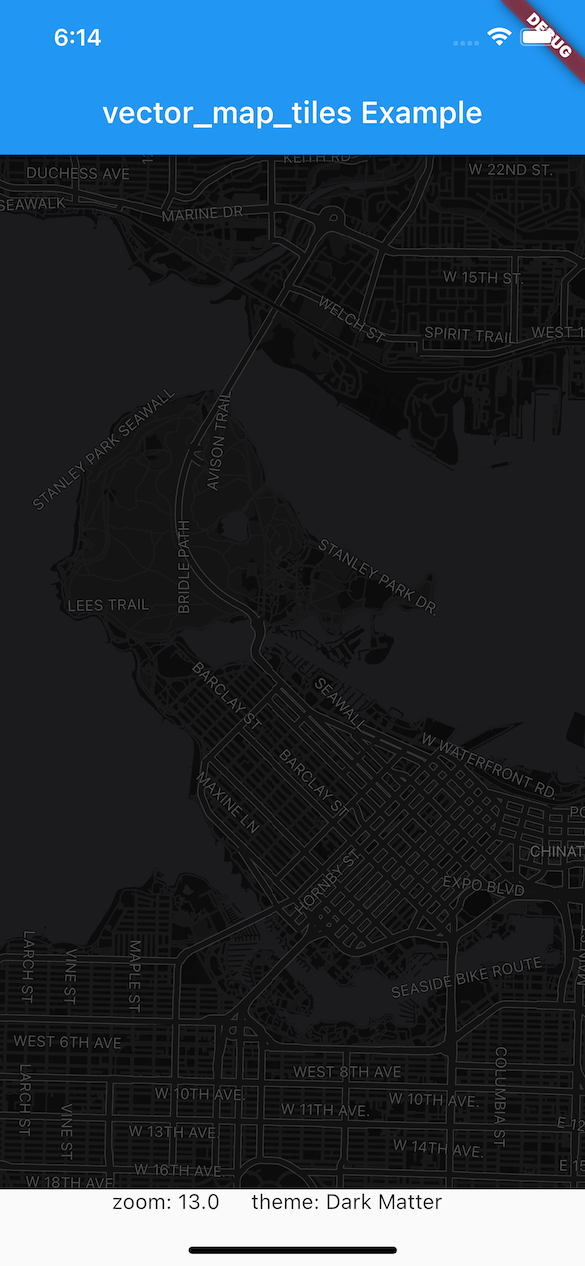 6:14
DEBUG
vector_map_tiles Example
KEITH RD
W 22ND ST.
DUCHESS AVE
SEAWALK
MARINE DR.
W 15TH ST.
WELCH ST
SPIRIT TRAIL
WEST 1
STANLEY PARK SEAWALL
AVISON TRAIL
BRIDLE PATH
STANLEY PARK DR.
LEES TRAIL
BARCLAY ST
SEAWALL
W WATERFRONT RD
BARCLAY ST
MAXINE LN
CHINAT
HORNBY ST
EXPO BLVD
LARCH ST
VINE ST
MAPLE ST
SEASIDE BIKE ROUTE
WEST 6TH AVE
WEST 8TH AVE
COLUMBIA ST
LARCH ST
W 10TH AVE.
W 10TH AVE.
VINE ST
W 11TH AVE.
E 12
W 13TH AVE.
W 14TH AVE.
E 15
W 16TH AVE.
W 18TH AVE
zoom: 13.0 theme: Dark Matter